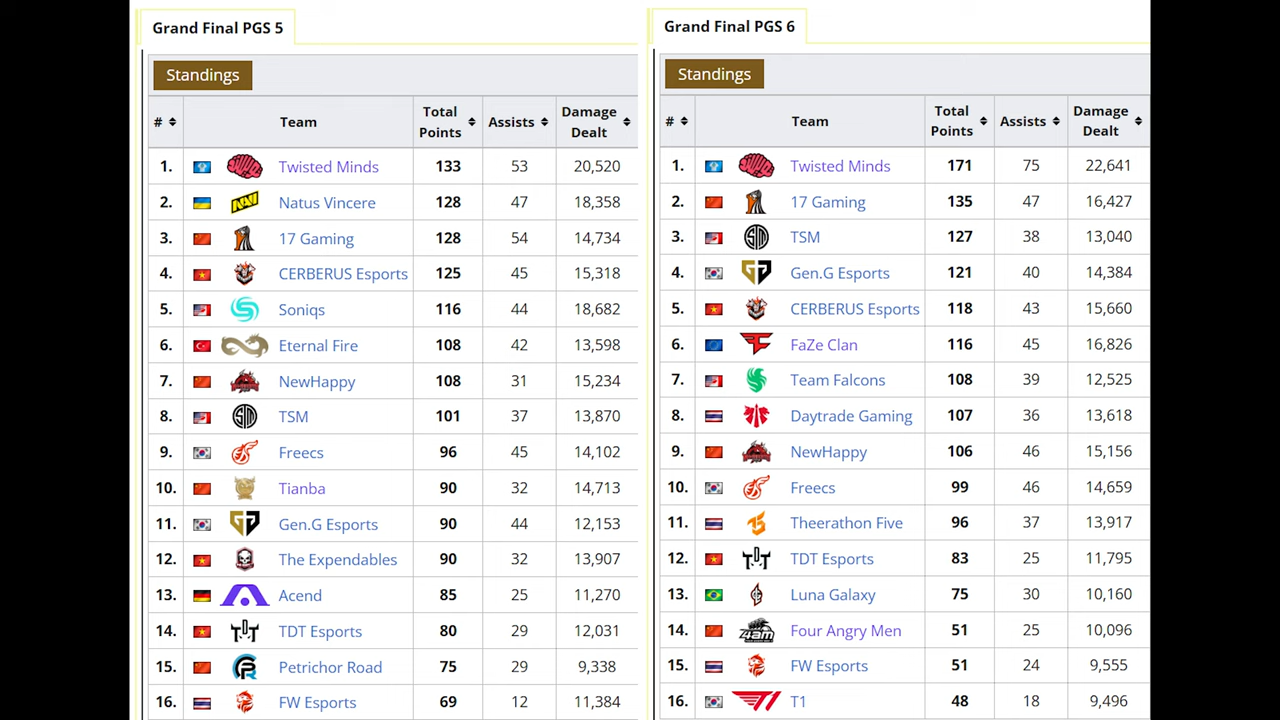 Grand Final PGS 5
Standings
# Team Total Points Assists Damage Dealt
1. Twisted Minds 133 53 20,520
2. NAVI Natus Vincere 128 47 18,358
3. 17 Gaming 128 54 14,734
4. CERBERUS Esports 125 45 15,318
5. Soniqs 116 44 18,682
6. Eternal Fire 108 42 13,598
7. NewHappy 108 31 15,234
8. TSM TSM 101 37 13,870
9. Freecs 96 45 14,102
10. Tianba 90 32 14,713
11. Gen.G Esports 90 44 12,153
12. The Expendables 90 32 13,907
13. Acend 85 25 11,270
14. TDT TDT Esports 80 29 12,031
15. Petrichor Road 75 29 9,338
16. FW Esports 69 12 11,384
Grand Final PGS 6
Standings
# Team Total Points Assists Damage Dealt
1. Twisted Minds 171 75 22,641
2. 17 Gaming 135 47 16,427
3. TSM TSM 127 38 13,040
4. Gen.G Esports 121 40 14,384
5. CERBERUS Esports 118 43 15,660
6. FaZe Clan 116 45 16,826
7. Team Falcons 108 39 12,525
8. Daytrade Gaming 107 36 13,618
9. NewHappy 106 46 15,156
10. Freecs 99 46 14,659
11. Theerathon Five 96 37 13,917
12. TDT TDT Esports 83 25 11,795
13. Luna Galaxy 75 30 10,160
14. 4am Four Angry Men 51 25 10,096
15. FW Esports 51 24 9,555
16. T1 T1 48 18 9,496